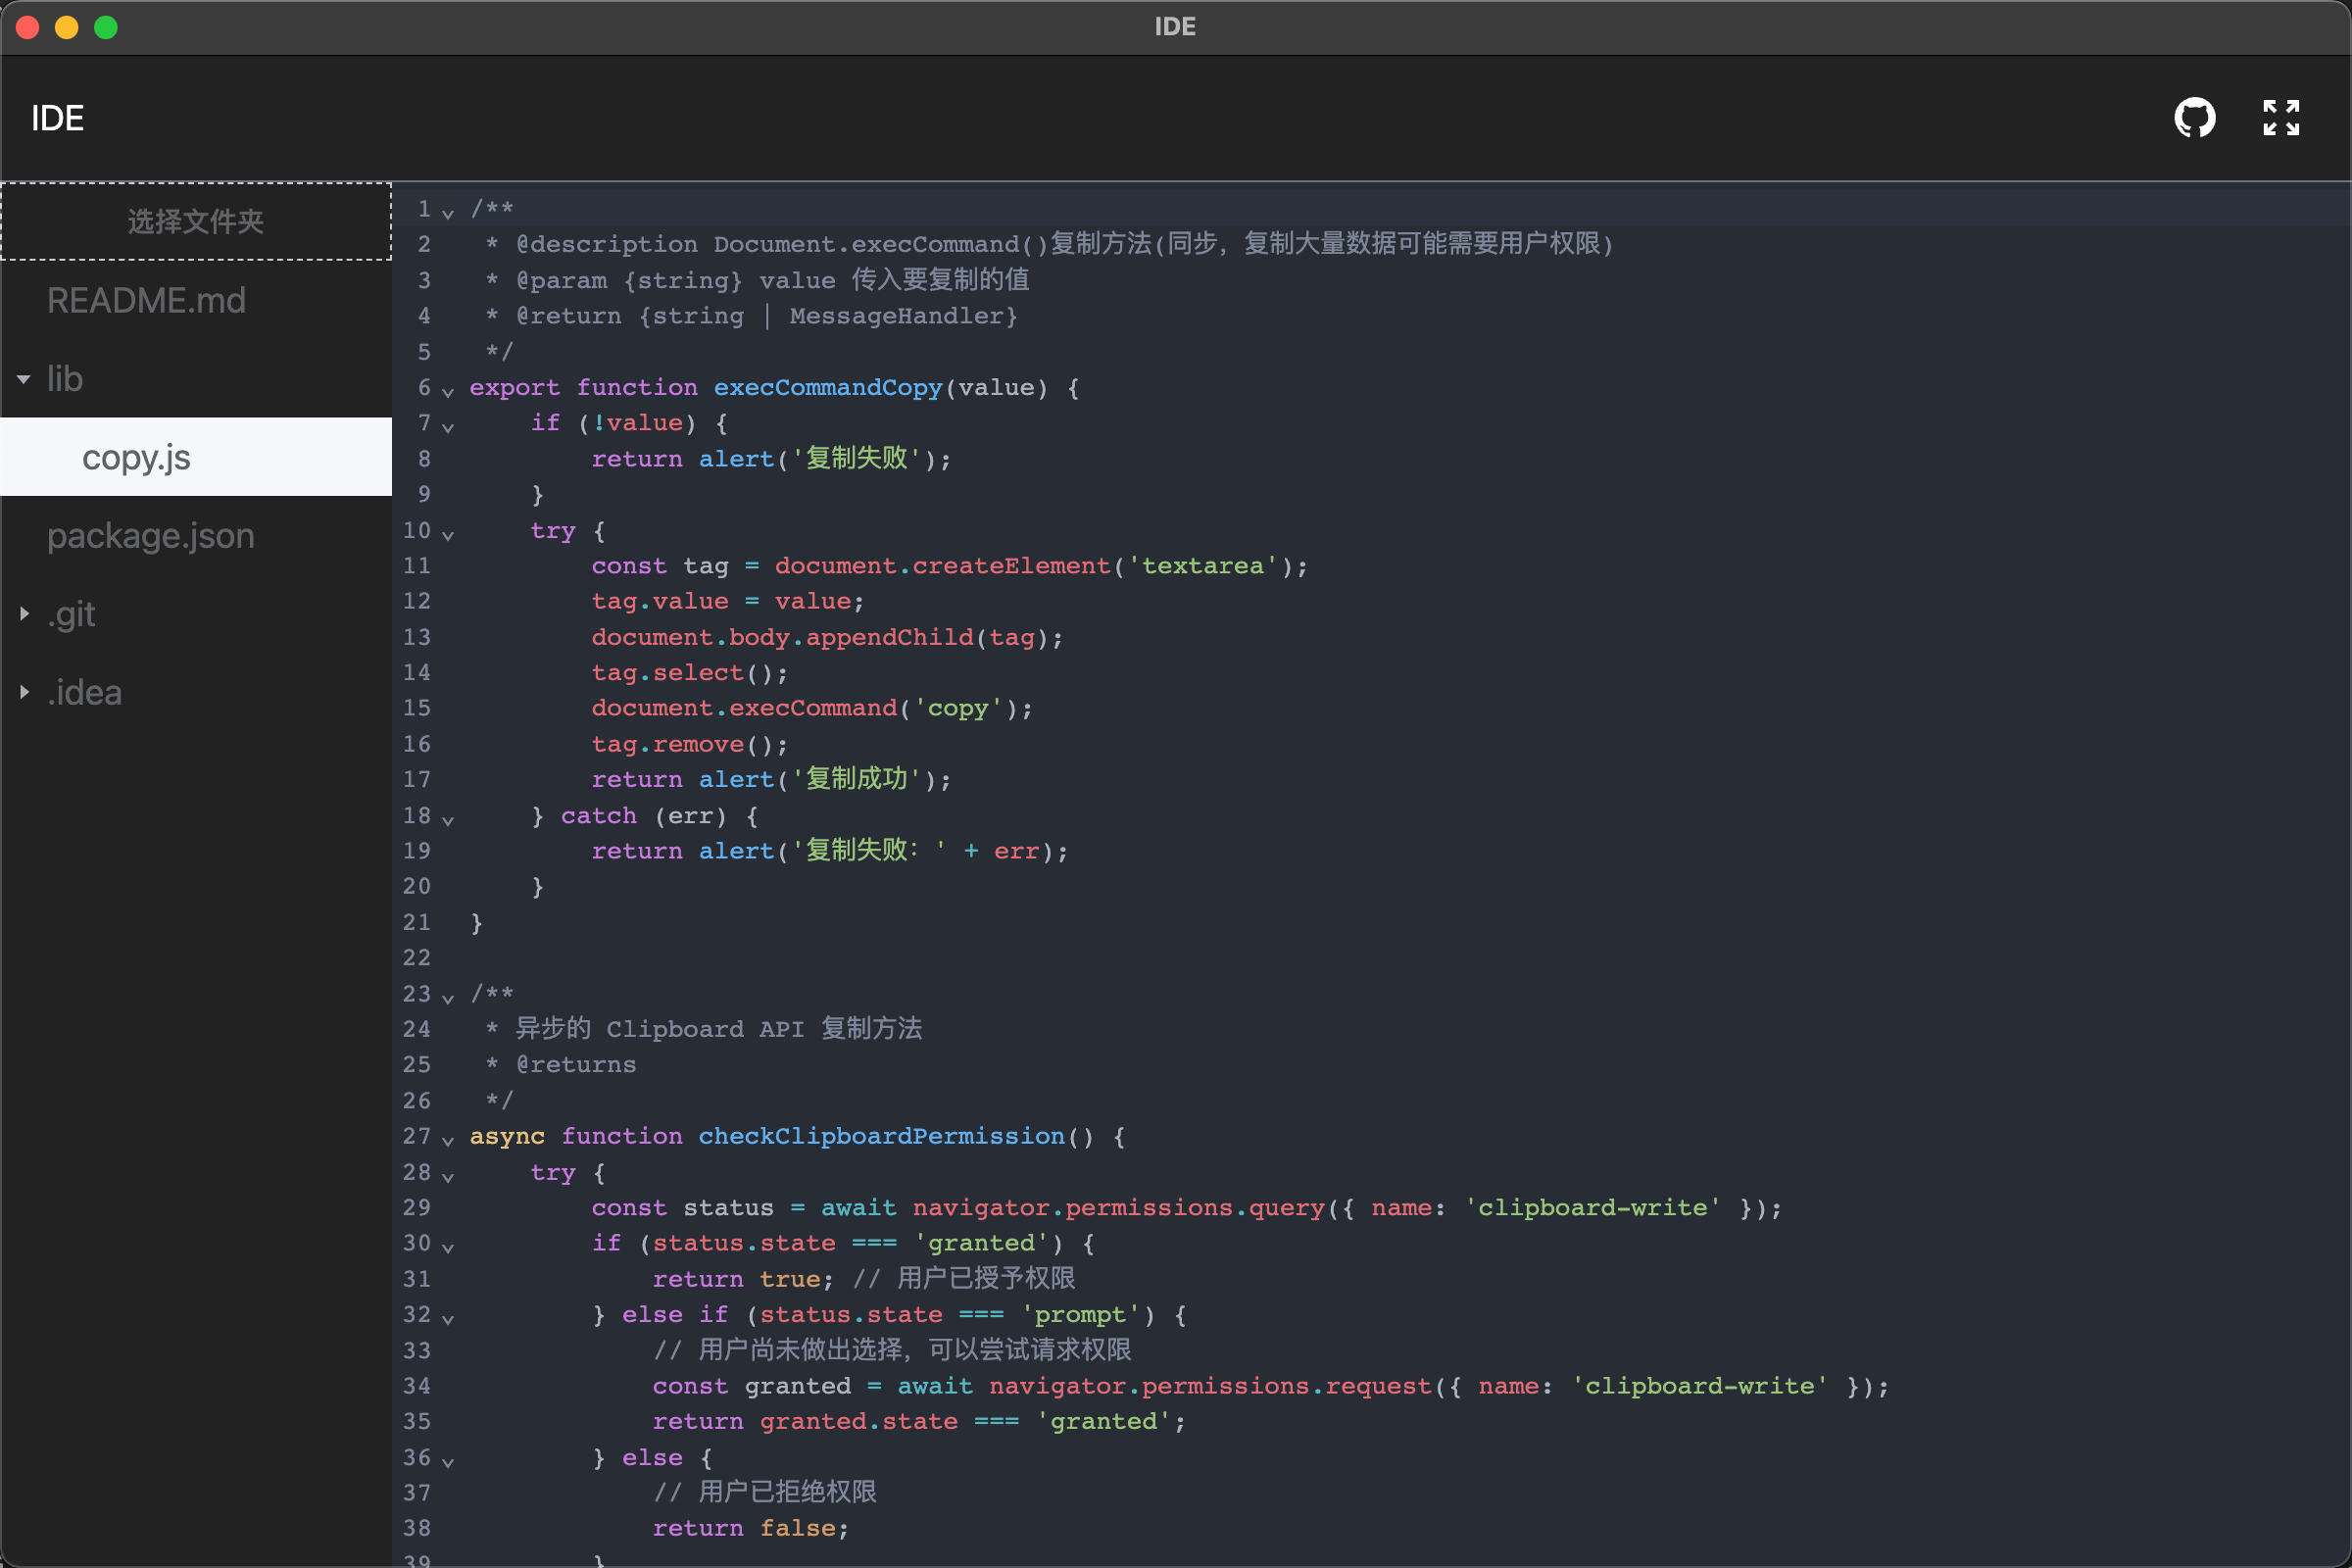 IDE
IDE
选择文件夹
README.md
lib
copy.js
package.json
.git
.idea
1 /**
2  * @description Document.execCommand()复制方法(同步，复制大量数据可能需要用户权限)
3  * @param {string} value 传入要复制的值
4  * @return {string | MessageHandler}
5  */
6 export function execCommandCopy(value) {
7     if (!value) {
8         return alert('复制失败');
9     }
10     try {
11         const tag = document.createElement('textarea');
12         tag.value = value;
13         document.body.appendChild(tag);
14         tag.select();
15         document.execCommand('copy');
16         tag.remove();
17         return alert('复制成功');
18     } catch (err) {
19         return alert('复制失败：' + err);
20     }
21 }
22
23 /**
24  * 异步的 Clipboard API 复制方法
25  * @returns
26  */
27 async function checkClipboardPermission() {
28     try {
29         const status = await navigator.permissions.query({ name: 'clipboard-write' });
30         if (status.state === 'granted') {
31             return true; // 用户已授予权限
32         } else if (status.state === 'prompt') {
33             // 用户尚未做出选择，可以尝试请求权限
34             const granted = await navigator.permissions.request({ name: 'clipboard-write' });
35             return granted.state === 'granted';
36         } else {
37             // 用户已拒绝权限
38             return false;
39         }